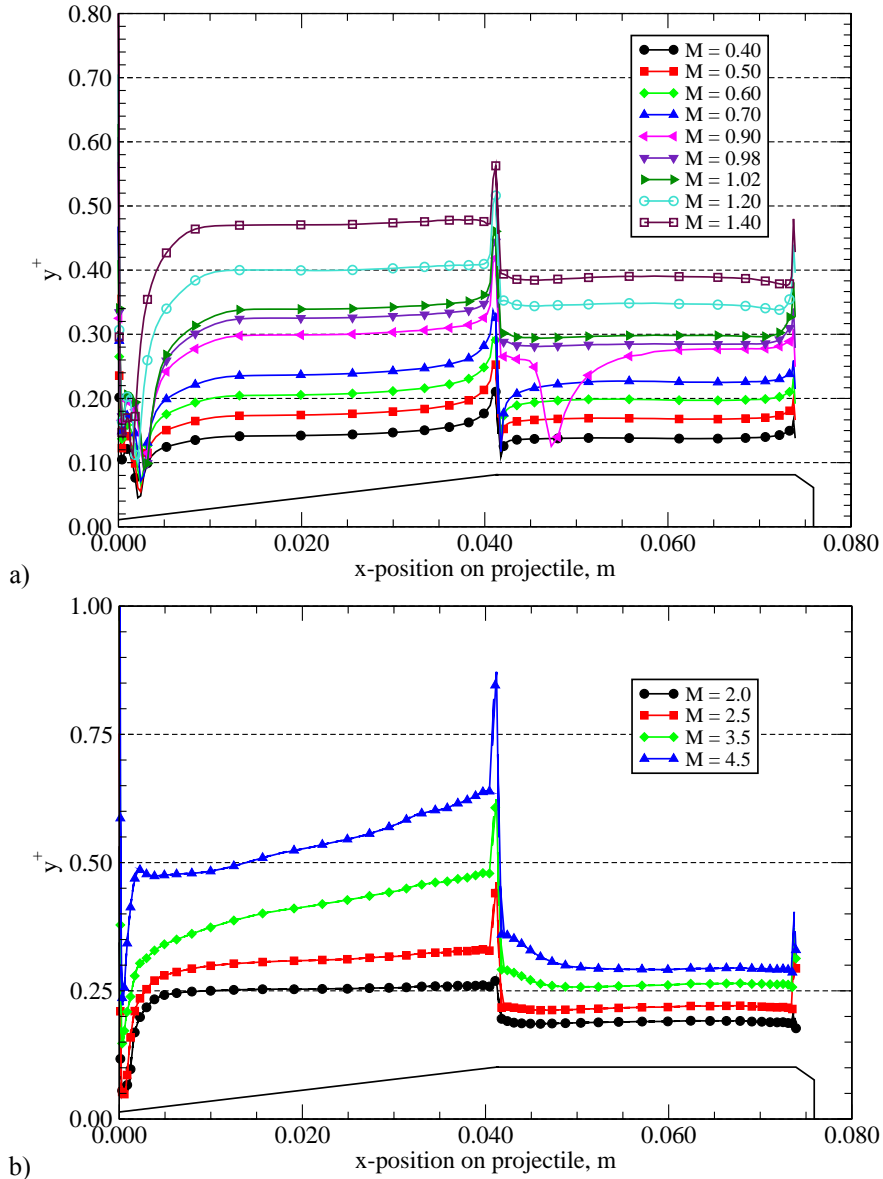 0.80
0.70
0.60
0.50
0.40
0.30
0.20
0.10
0.00
y+
M = 0.40
M = 0.50
M = 0.60
M = 0.70
M = 0.90
M = 0.98
M = 1.02
M = 1.20
M = 1.40
0.000 0.020 0.040 0.060 0.080
x-position on projectile, m
a)
1.00
0.75
0.50
0.25
0.00
y+
M = 2.0
M = 2.5
M = 3.5
M = 4.5
0.000 0.020 0.040 0.060 0.080
x-position on projectile, m
b)